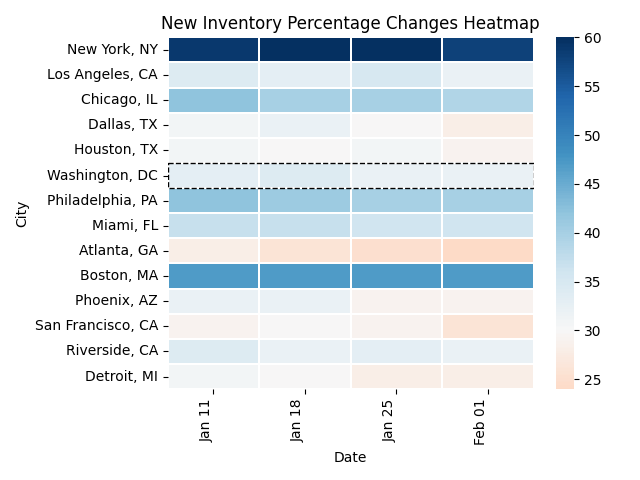 New Inventory Percentage Changes Heatmap
New York, NY
Los Angeles, CA
Chicago, IL
Dallas, TX
Houston, TX
Washington, DC
Philadelphia, PA
Miami, FL
Atlanta, GA
Boston, MA
Phoenix, AZ
San Francisco, CA
Riverside, CA
Detroit, MI
City
Jan 11
Jan 18
Jan 25
Feb 01
Date
60
55
50
45
40
35
30
25